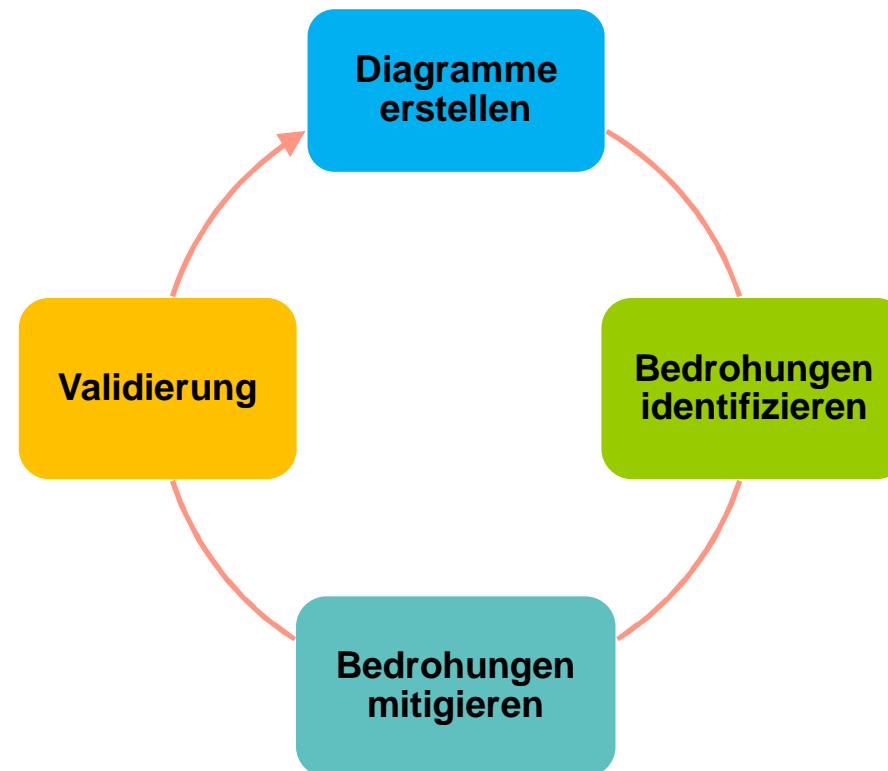 Diagramme
erstellen
Bedrohungen
identifizieren
Bedrohungen
mitigieren
Validierung